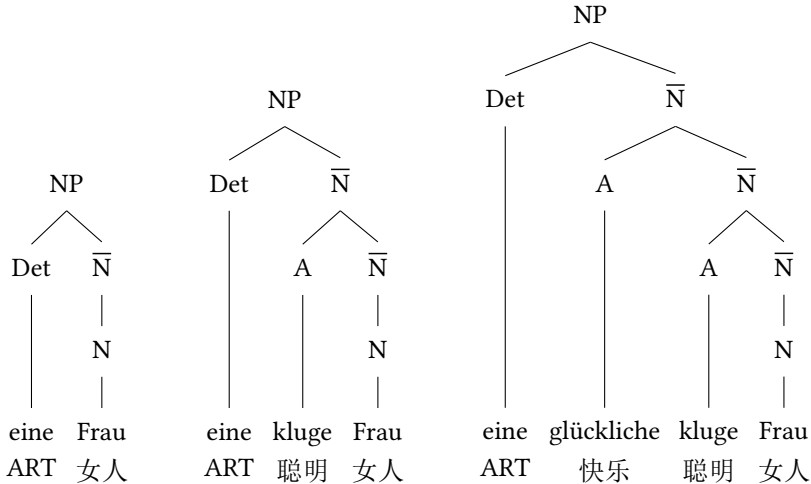 NP
Det N̅
N
eine Frau
ART 女人
NP
Det N̅
A N̅
N
eine kluge Frau
ART 聪明 女人
NP
Det N̅
A N̅
A N̅
N
eine glückliche kluge Frau
ART 快乐 聪明 女人